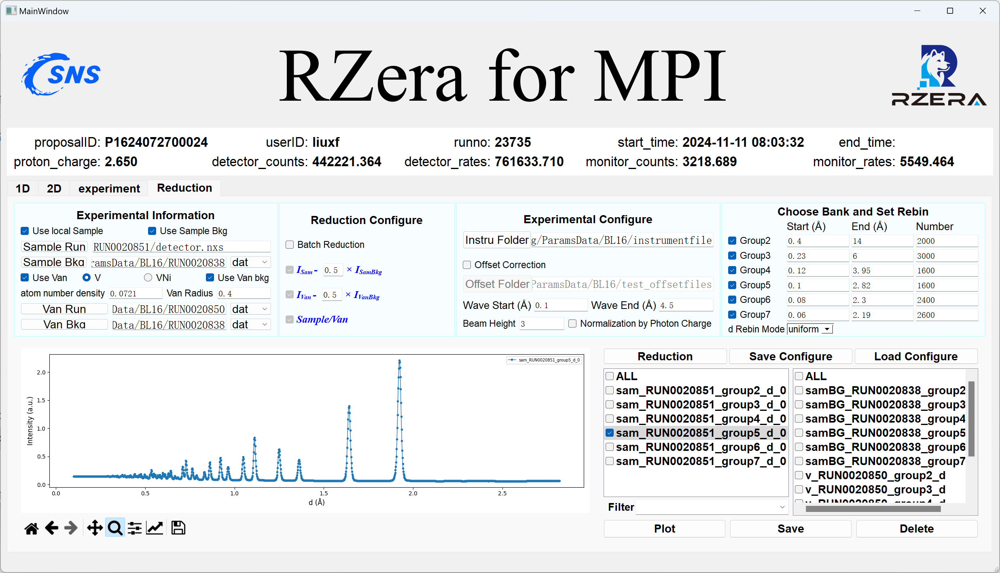 MainWindow
CSNS
RZera for MPI
RZERA
proposalID: P1624072700024 userID: liuxf runno: 23735 start_time: 2024-11-11 08:03:32 end_time:
proton_charge: 2.650 detector_counts: 442221.364 detector_rates: 761633.710 monitor_counts: 3218.689 monitor_rates: 5549.464
1D 2D experiment Reduction
Experimental Information
Use local Sample Use Sample Bkg
Sample Run RUN0020851/detector.nxs
Sample Bkg ramsData/BL16/RUN0020838 dat
Use Van V VNi Use Van bkg
atom number density 0.0721 Van Radius 0.4
Van Run Data/BL16/RUN0020850 dat
Van Bkg Data/BL16/RUN0020838 dat
Reduction Configure
Batch Reduction
I_Sam - 0.5 × I_SamBkg
I_Van - 0.5 × I_VanBkg
Sample/Van
Experimental Configure
Instru Folder g/ParamsData/BL16/instrumentfile
Offset Correction
Offset Folder ParamsData/BL16/test_offsetfiles
Wave Start (Å) 0.1 Wave End (Å) 4.5
Beam Height 3 Normalization by Photon Charge
Choose Bank and Set Rebin
Start (Å) End (Å) Number
Group2 0.4 14 2000
Group3 0.23 6 3000
Group4 0.12 3.95 1600
Group5 0.1 2.82 1600
Group6 0.08 2.3 2400
Group7 0.06 2.19 2600
d Rebin Mode uniform
sam_RUN0020851_group5_d_0
Intensity (a.u.)
2.0
1.5
1.0
0.5
0.0
0.0 0.5 1.0 1.5 2.0 2.5
d (Å)
Reduction Save Configure Load Configure
ALL
sam_RUN0020851_group2_d_0
sam_RUN0020851_group3_d_0
sam_RUN0020851_group4_d_0
sam_RUN0020851_group5_d_0
sam_RUN0020851_group6_d_0
sam_RUN0020851_group7_d_0
Filter
ALL
samBG_RUN0020838_group2
samBG_RUN0020838_group3
samBG_RUN0020838_group4
samBG_RUN0020838_group5
samBG_RUN0020838_group6
samBG_RUN0020838_group7
v_RUN0020850_group2_d
v_RUN0020850_group3_d
v_RUN0020850_group4_d
Plot Save Delete